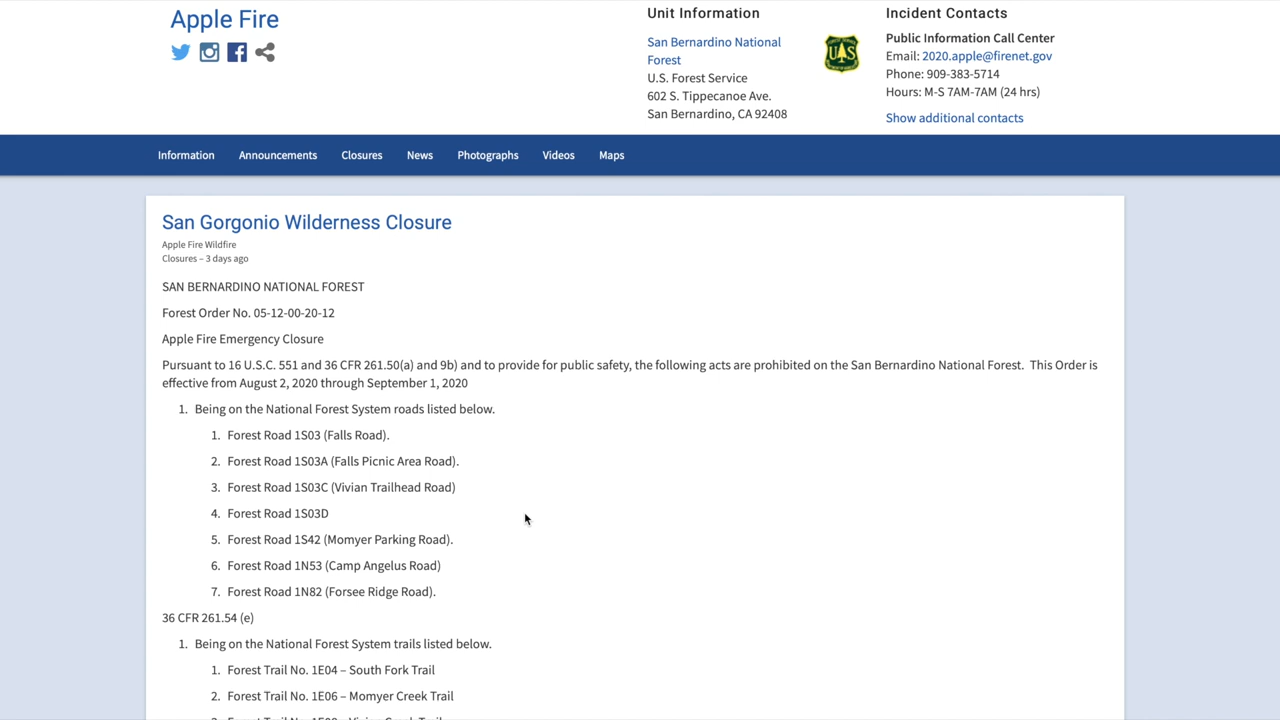 Apple Fire
Unit Information
San Bernardino National
Forest
U.S. Forest Service
602 S. Tippecanoe Ave.
San Bernardino, CA 92408
U S
Incident Contacts
Public Information Call Center
Email: 2020.apple@firenet.gov
Phone: 909-383-5714
Hours: M-S 7AM-7AM (24 hrs)
Show additional contacts
Information Announcements Closures News Photographs Videos Maps
San Gorgonio Wilderness Closure
Apple Fire Wildfire
Closures – 3 days ago
SAN BERNARDINO NATIONAL FOREST
Forest Order No. 05-12-00-20-12
Apple Fire Emergency Closure
Pursuant to 16 U.S.C. 551 and 36 CFR 261.50(a) and 9b) and to provide for public safety, the following acts are prohibited on the San Bernardino National Forest.  This Order is
effective from August 2, 2020 through September 1, 2020
1. Being on the National Forest System roads listed below.
1. Forest Road 1S03 (Falls Road).
2. Forest Road 1S03A (Falls Picnic Area Road).
3. Forest Road 1S03C (Vivian Trailhead Road)
4. Forest Road 1S03D
5. Forest Road 1S42 (Momyer Parking Road).
6. Forest Road 1N53 (Camp Angelus Road)
7. Forest Road 1N82 (Forsee Ridge Road).
36 CFR 261.54 (e)
1. Being on the National Forest System trails listed below.
1. Forest Trail No. 1E04 – South Fork Trail
2. Forest Trail No. 1E06 – Momyer Creek Trail